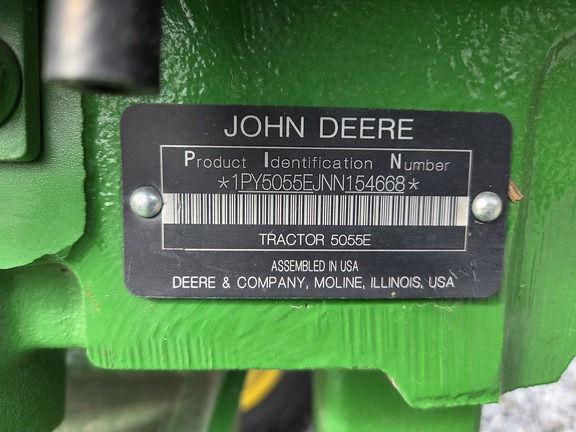 JOHN DEERE
Product Identification Number
*1PY5055EJNN154668*
TRACTOR 5055E
ASSEMBLED IN USA
DEERE & COMPANY, MOLINE, ILLINOIS, USA